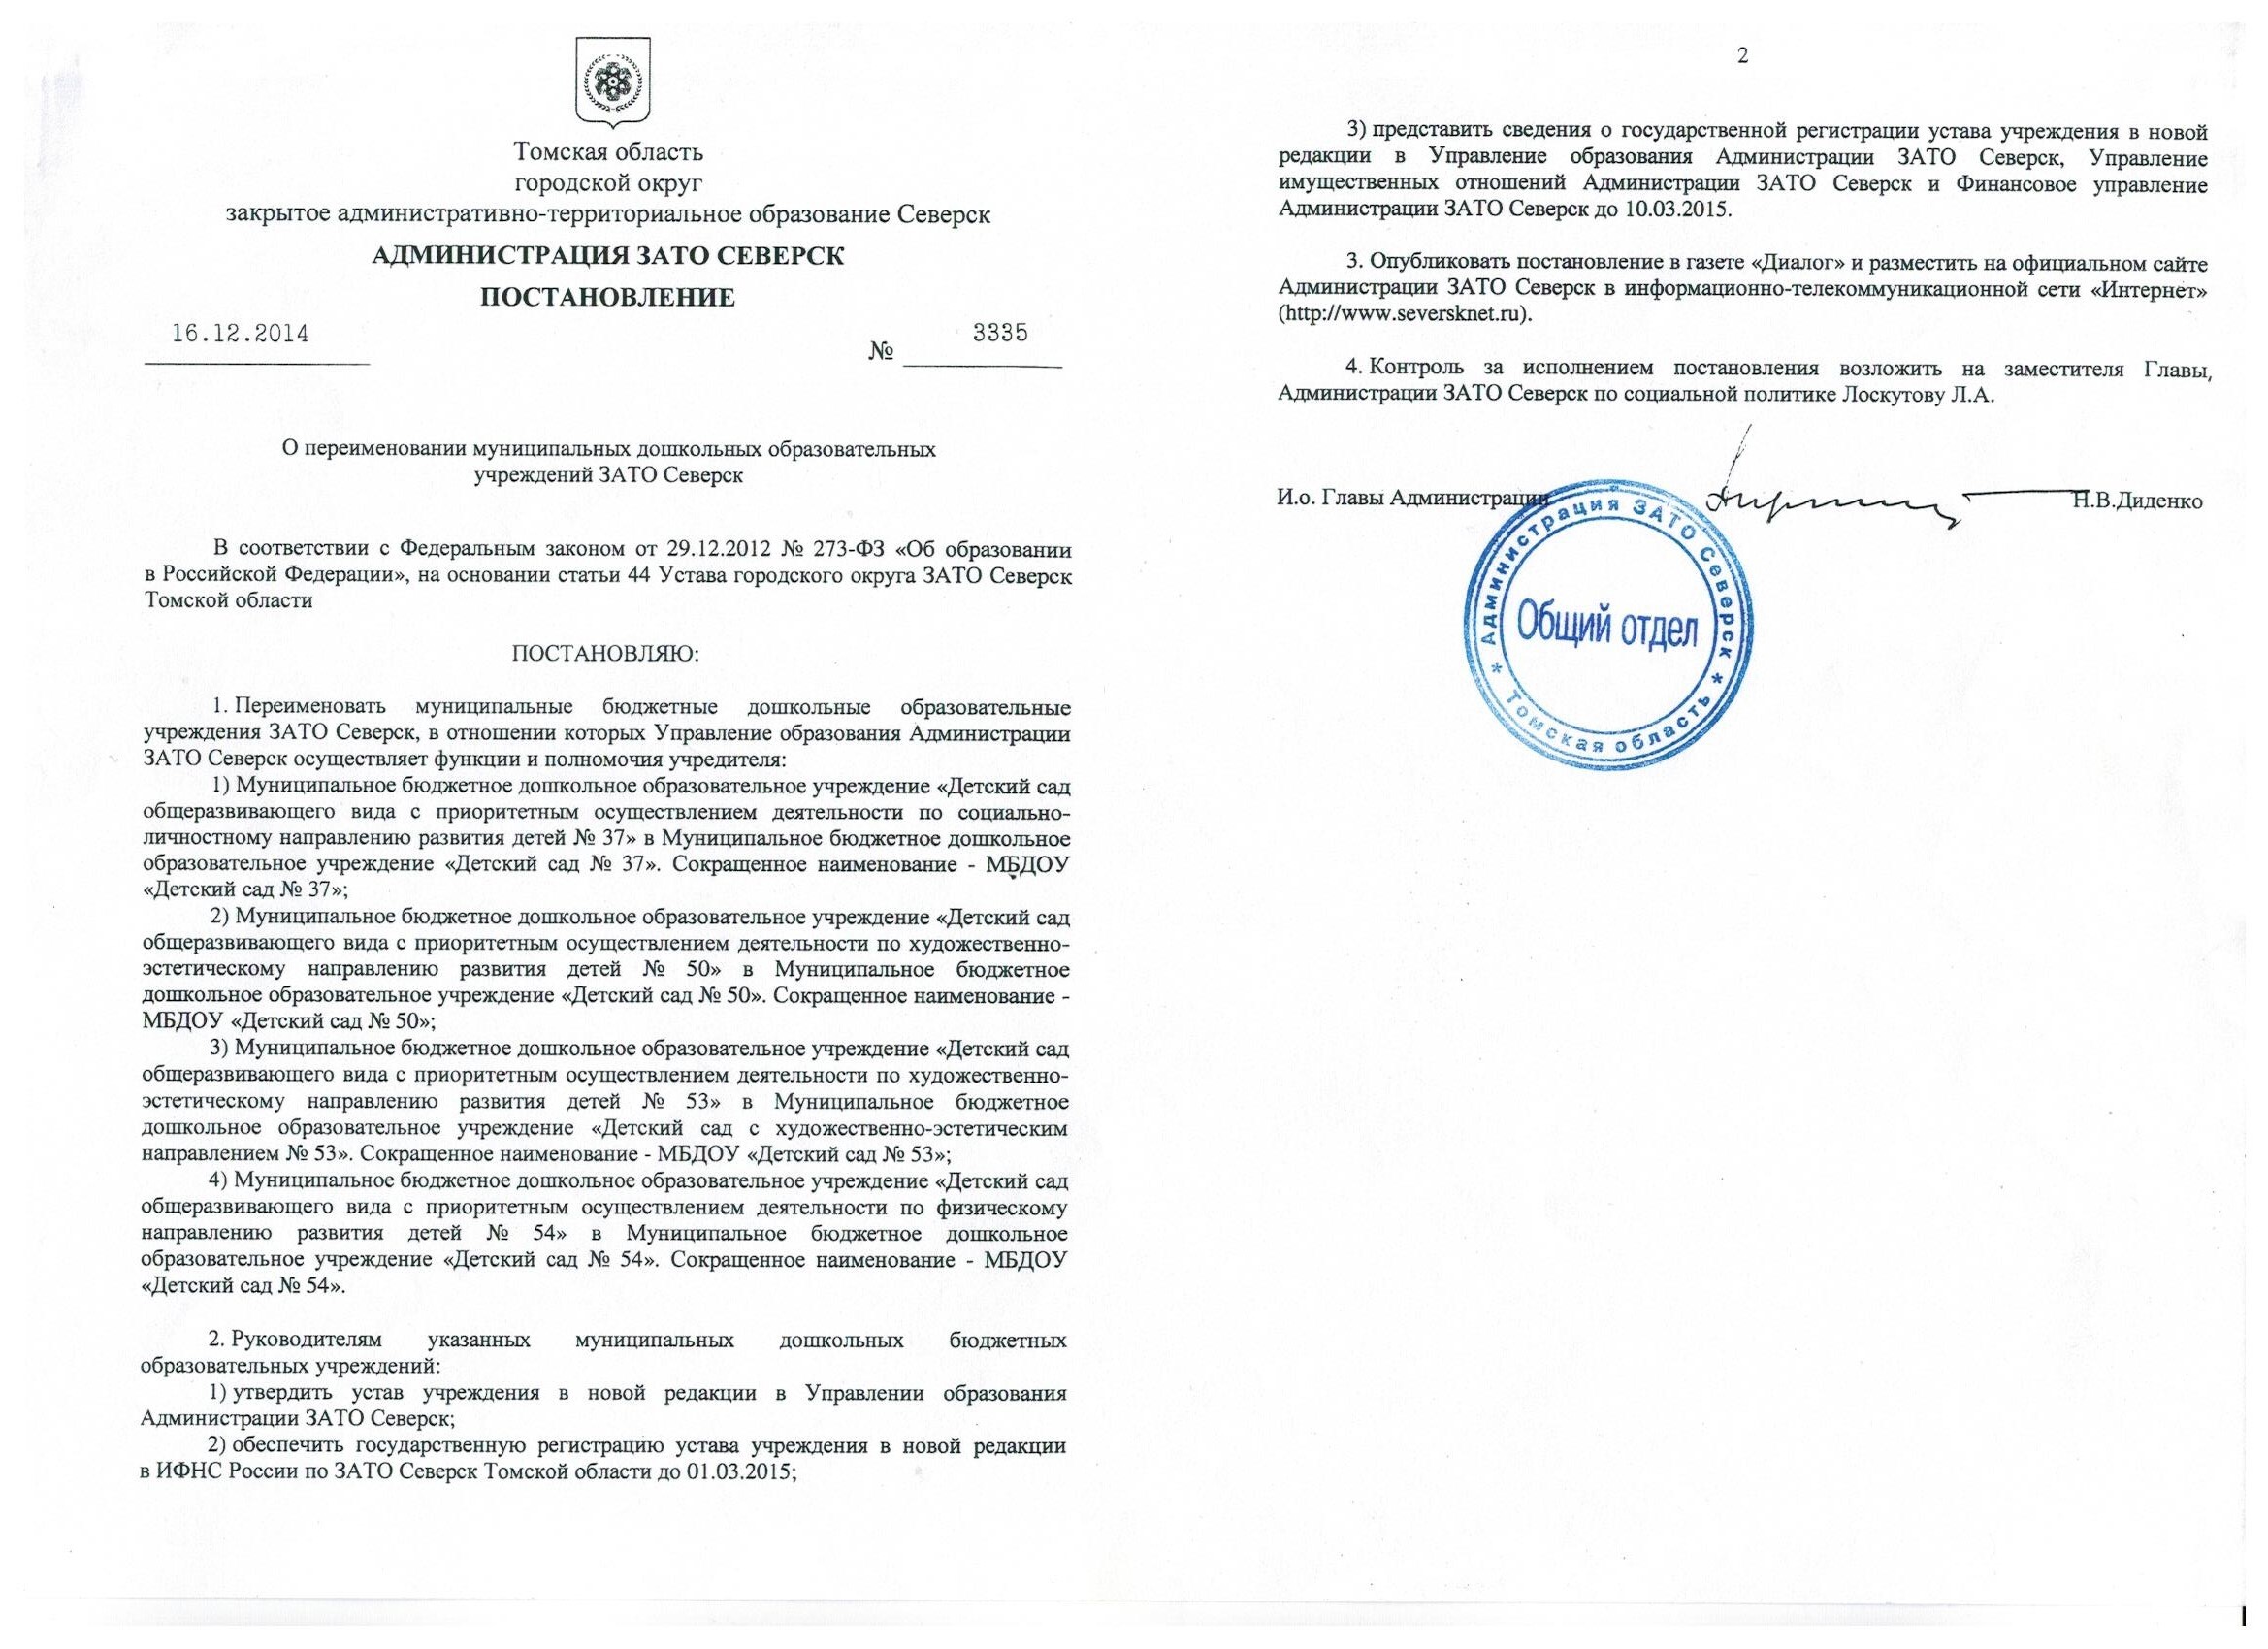 Томская область
городской округ
закрытое административно-территориальное образование Северск
АДМИНИСТРАЦИЯ ЗАТО СЕВЕРСК
ПОСТАНОВЛЕНИЕ
16.12.2014 № 3335
О переименовании муниципальных дошкольных образовательных
учреждений ЗАТО Северск
В соответствии с Федеральным законом от 29.12.2012 № 273-ФЗ «Об образовании
в Российской Федерации», на основании статьи 44 Устава городского округа ЗАТО Северск
Томской области
ПОСТАНОВЛЯЮ:
1. Переименовать муниципальные бюджетные дошкольные образовательные
учреждения ЗАТО Северск, в отношении которых Управление образования Администрации
ЗАТО Северск осуществляет функции и полномочия учредителя:
1) Муниципальное бюджетное дошкольное образовательное учреждение «Детский сад
общеразвивающего вида с приоритетным осуществлением деятельности по социально-
личностному направлению развития детей № 37» в Муниципальное бюджетное дошкольное
образовательное учреждение «Детский сад № 37». Сокращенное наименование - МБДОУ
«Детский сад № 37»;
2) Муниципальное бюджетное дошкольное образовательное учреждение «Детский сад
общеразвивающего вида с приоритетным осуществлением деятельности по художественно-
эстетическому направлению развития детей № 50» в Муниципальное бюджетное
дошкольное образовательное учреждение «Детский сад № 50». Сокращенное наименование -
МБДОУ «Детский сад № 50»;
3) Муниципальное бюджетное дошкольное образовательное учреждение «Детский сад
общеразвивающего вида с приоритетным осуществлением деятельности по художественно-
эстетическому направлению развития детей № 53» в Муниципальное бюджетное
дошкольное образовательное учреждение «Детский сад с художественно-эстетическим
направлением № 53». Сокращенное наименование - МБДОУ «Детский сад № 53»;
4) Муниципальное бюджетное дошкольное образовательное учреждение «Детский сад
общеразвивающего вида с приоритетным осуществлением деятельности по физическому
направлению развития детей № 54» в Муниципальное бюджетное дошкольное
образовательное учреждение «Детский сад № 54». Сокращенное наименование - МБДОУ
«Детский сад № 54».
2. Руководителям указанных муниципальных дошкольных бюджетных
образовательных учреждений:
1) утвердить устав учреждения в новой редакции в Управлении образования
Администрации ЗАТО Северск;
2) обеспечить государственную регистрацию устава учреждения в новой редакции
в ИФНС России по ЗАТО Северск Томской области до 01.03.2015;
2
3) представить сведения о государственной регистрации устава учреждения в новой
редакции в Управление образования Администрации ЗАТО Северск, Управление
имущественных отношений Администрации ЗАТО Северск и Финансовое управление
Администрации ЗАТО Северск до 10.03.2015.
3. Опубликовать постановление в газете «Диалог» и разместить на официальном сайте
Администрации ЗАТО Северск в информационно-телекоммуникационной сети «Интернет»
(http://www.seversknet.ru).
4. Контроль за исполнением постановления возложить на заместителя Главы
Администрации ЗАТО Северск по социальной политике Лоскутову Л.А.
И.о. Главы Администрации Н.В.Диденко
Администрация ЗАТО Северск
Общий отдел
* Томская область *